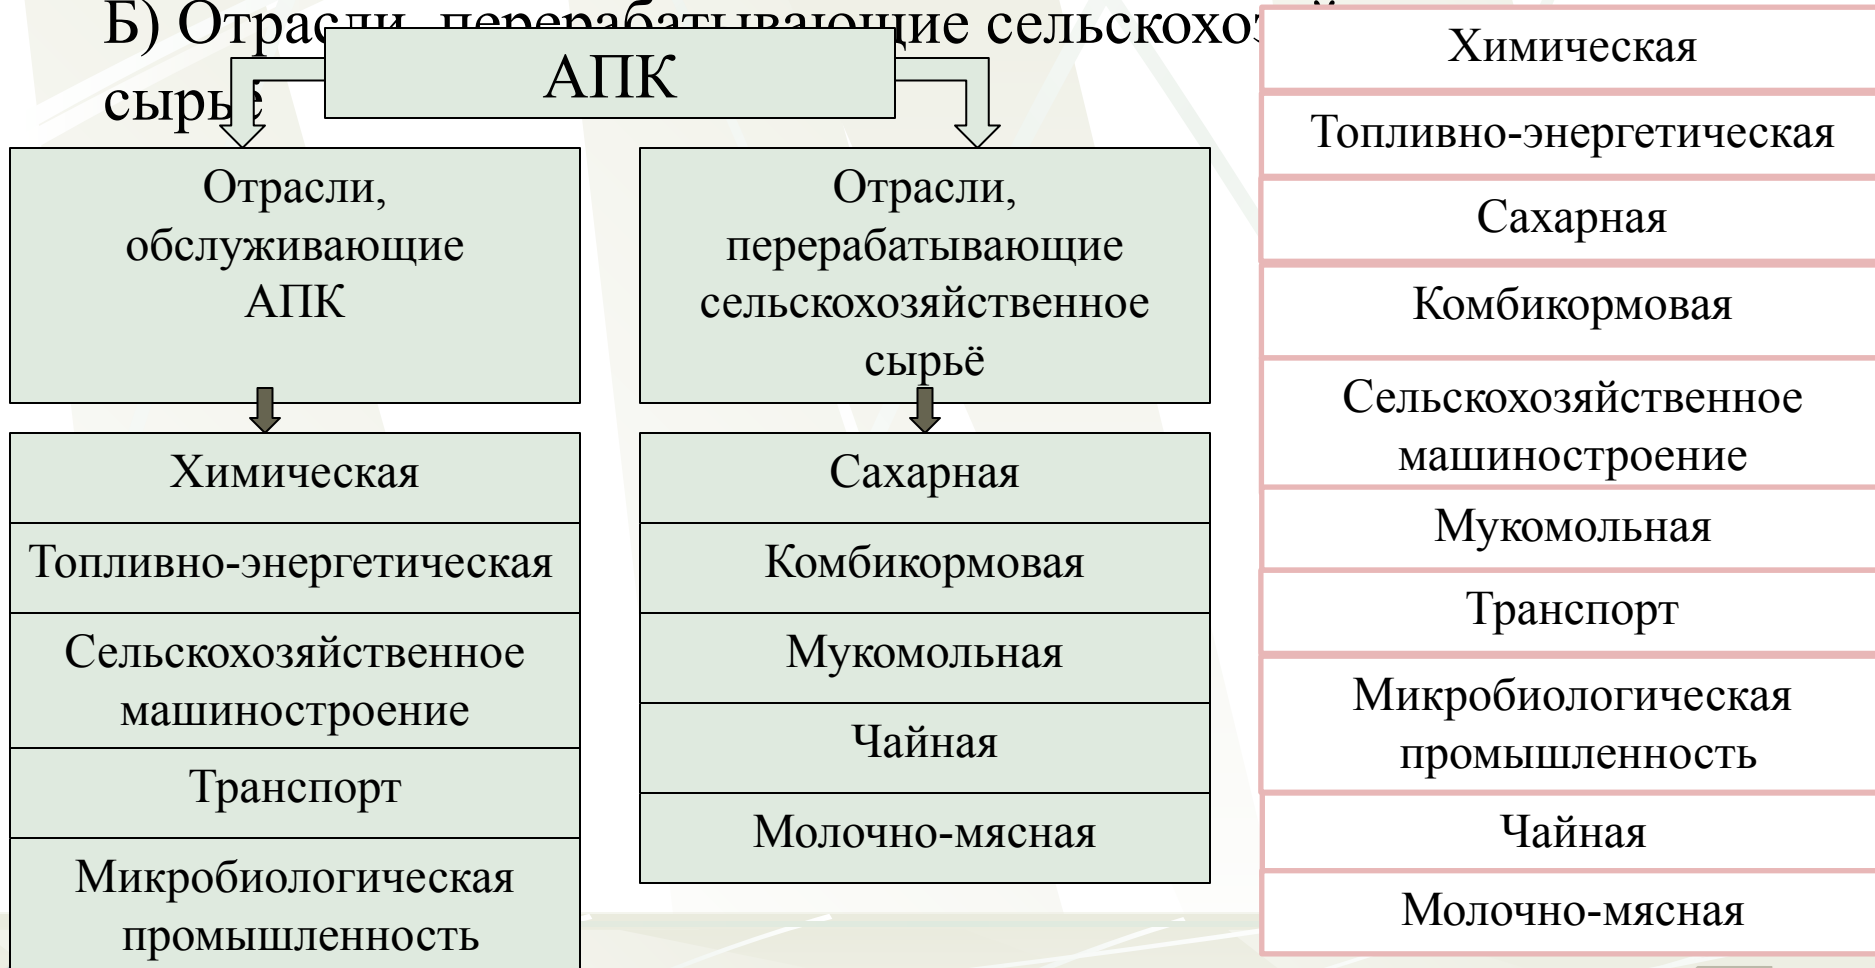 Б) Отрасли, перерабатывающие сельскохозяй
сырьё
АПК
Отрасли,
обслуживающие
АПК
Химическая
Топливно-энергетическая
Сельскохозяйственное
машиностроение
Транспорт
Микробиологическая
промышленность
Отрасли,
перерабатывающие
сельскохозяйственное
сырьё
Сахарная
Комбикормовая
Мукомольная
Чайная
Молочно-мясная
Химическая
Топливно-энергетическая
Сахарная
Комбикормовая
Сельскохозяйственное
машиностроение
Мукомольная
Транспорт
Микробиологическая
промышленность
Чайная
Молочно-мясная